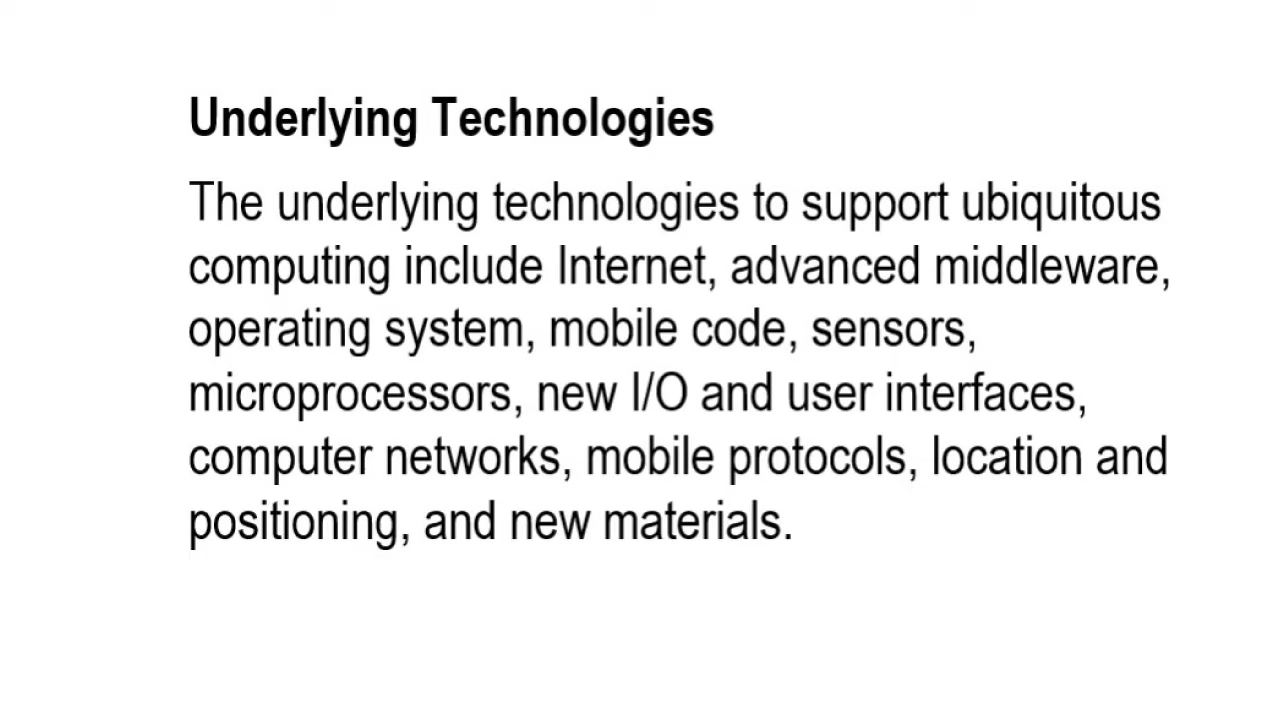 Underlying Technologies
The underlying technologies to support ubiquitous
computing include Internet, advanced middleware,
operating system, mobile code, sensors,
microprocessors, new I/O and user interfaces,
computer networks, mobile protocols, location and
positioning, and new materials.